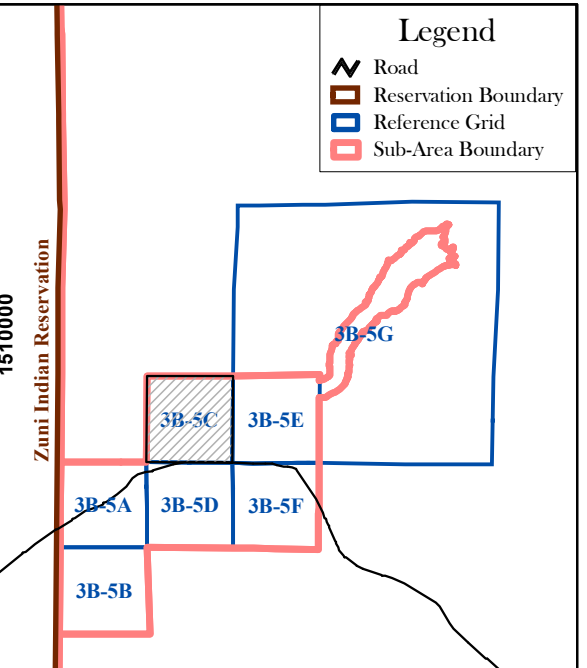 Legend
Road
Reservation Boundary
Reference Grid
Sub-Area Boundary
1510000
Zuni Indian Reservation
3B-5G
3B-5C
3B-5E
3B-5A
3B-5D
3B-5F
3B-5B